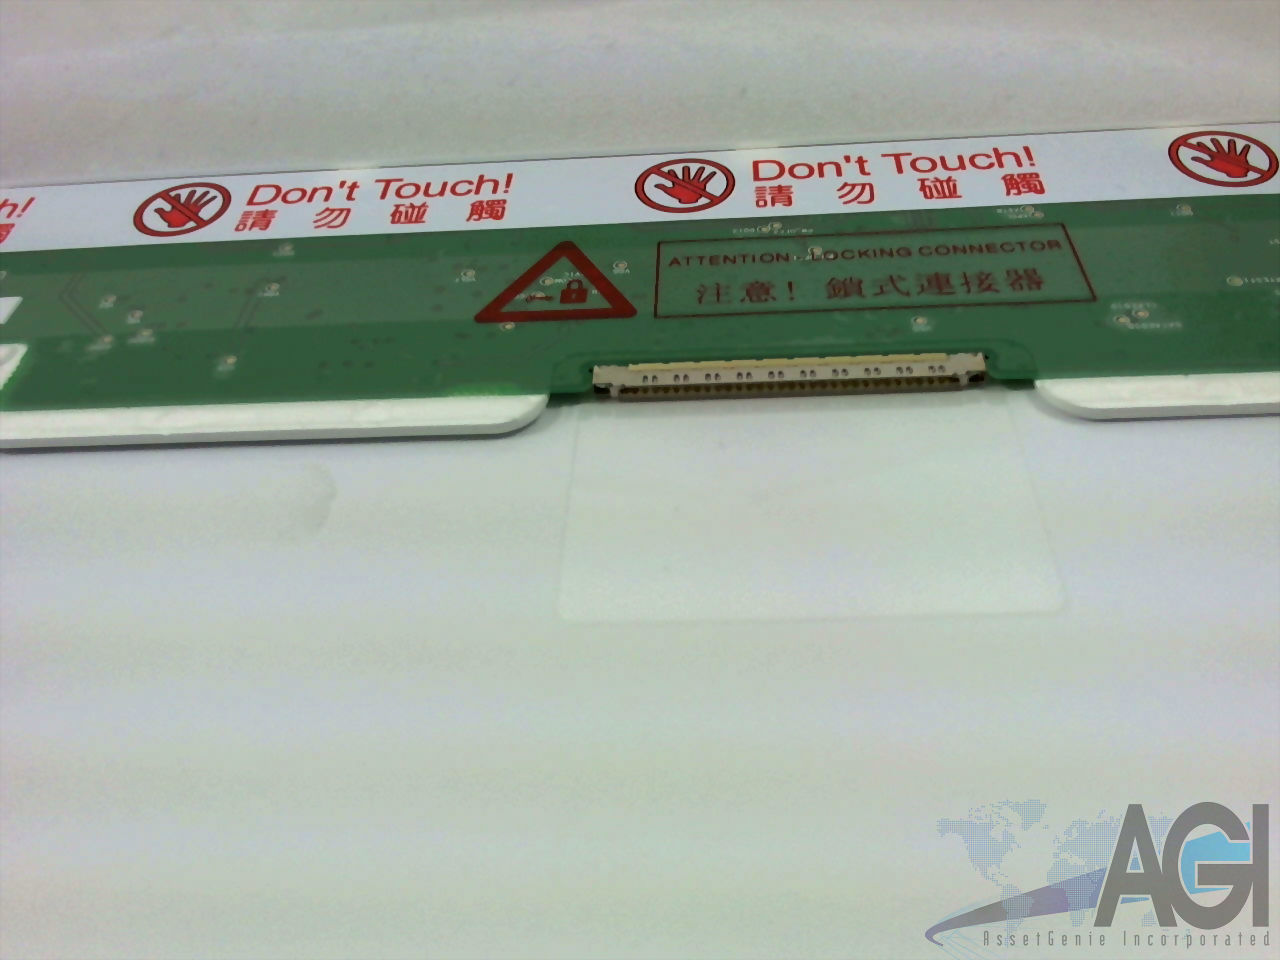 Don't Touch!
請勿碰觸
Don't Touch!
請勿碰觸
ATTENTION : LOCKING CONNECTOR
注意! 鎖式連接器
AGI
AssetGenie Incorporated